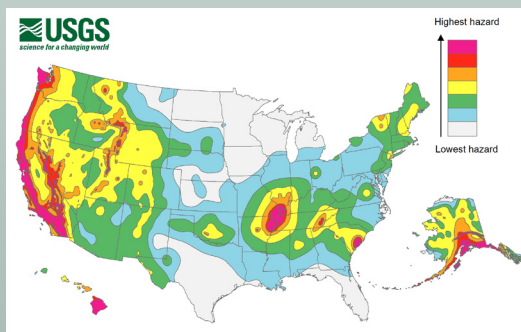 USGS
science for a changing world
Highest hazard
Lowest hazard